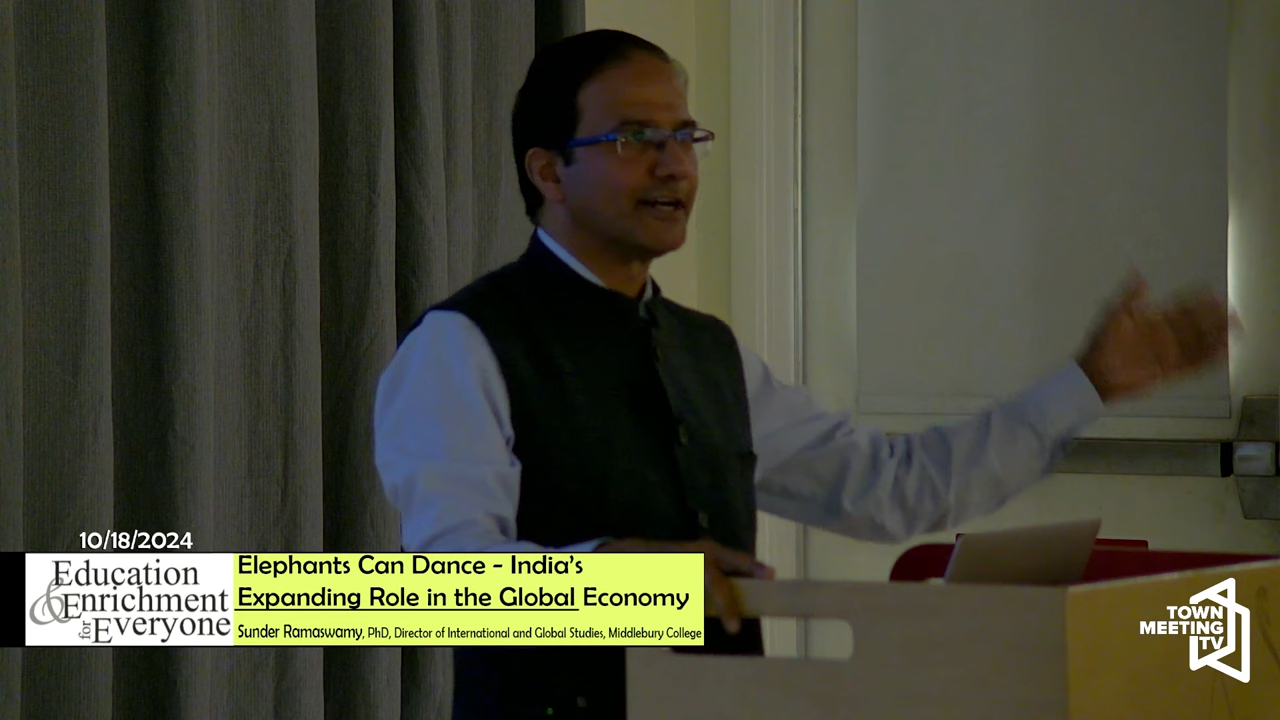 10/18/2024
Education
& Enrichment
for Everyone
Elephants Can Dance - India's
Expanding Role in the Global Economy
Sunder Ramaswamy, PhD, Director of International and Global Studies, Middlebury College
TOWN
MEETING
TV